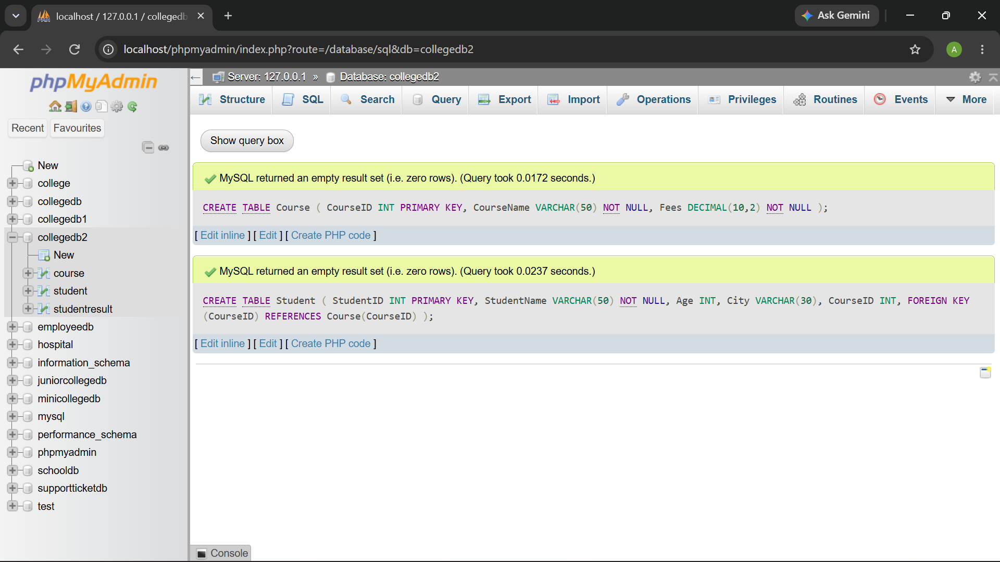 localhost / 127.0.0.1 / collegedb
Ask Gemini
localhost/phpmyadmin/index.php?route=/database/sql&db=collegedb2
A
phpMyAdmin
Recent Favourites
New
college
collegedb
collegedb1
collegedb2
New
course
student
studentresult
employeedb
hospital
information_schema
juniorcollegedb
minicollegedb
mysql
performance_schema
phpmyadmin
schooldb
supportticketdb
test
Server: 127.0.0.1 » Database: collegedb2
Structure SQL Search Query Export Import Operations Privileges Routines Events More
Show query box
MySQL returned an empty result set (i.e. zero rows). (Query took 0.0172 seconds.)
CREATE TABLE Course ( CourseID INT PRIMARY KEY, CourseName VARCHAR(50) NOT NULL, Fees DECIMAL(10,2) NOT NULL );
[ Edit inline ] [ Edit ] [ Create PHP code ]
MySQL returned an empty result set (i.e. zero rows). (Query took 0.0237 seconds.)
CREATE TABLE Student ( StudentID INT PRIMARY KEY, StudentName VARCHAR(50) NOT NULL, Age INT, City VARCHAR(30), CourseID INT, FOREIGN KEY
(CourseID) REFERENCES Course(CourseID) );
[ Edit inline ] [ Edit ] [ Create PHP code ]
Console